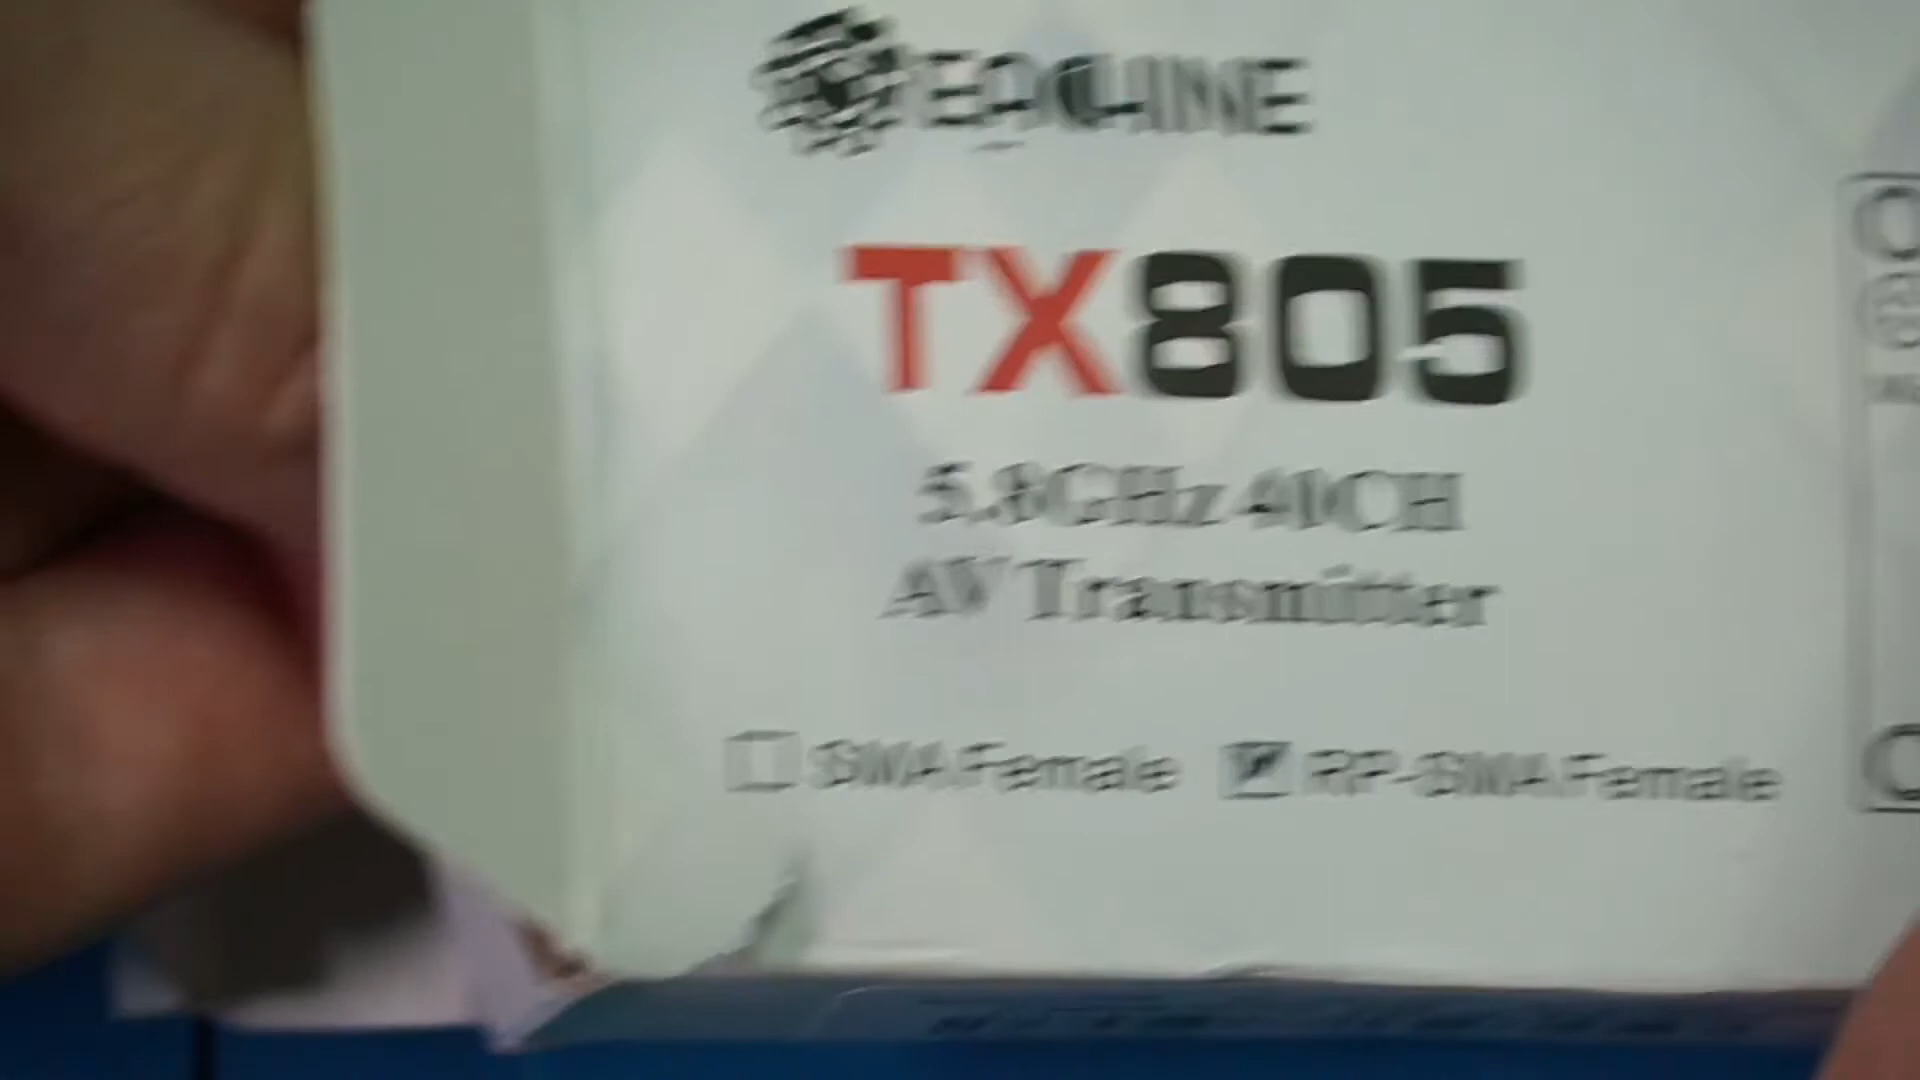 EACHINE
TX805
5.8GHz 40CH
AV Transmitter
SMA Female RP-SMA Female